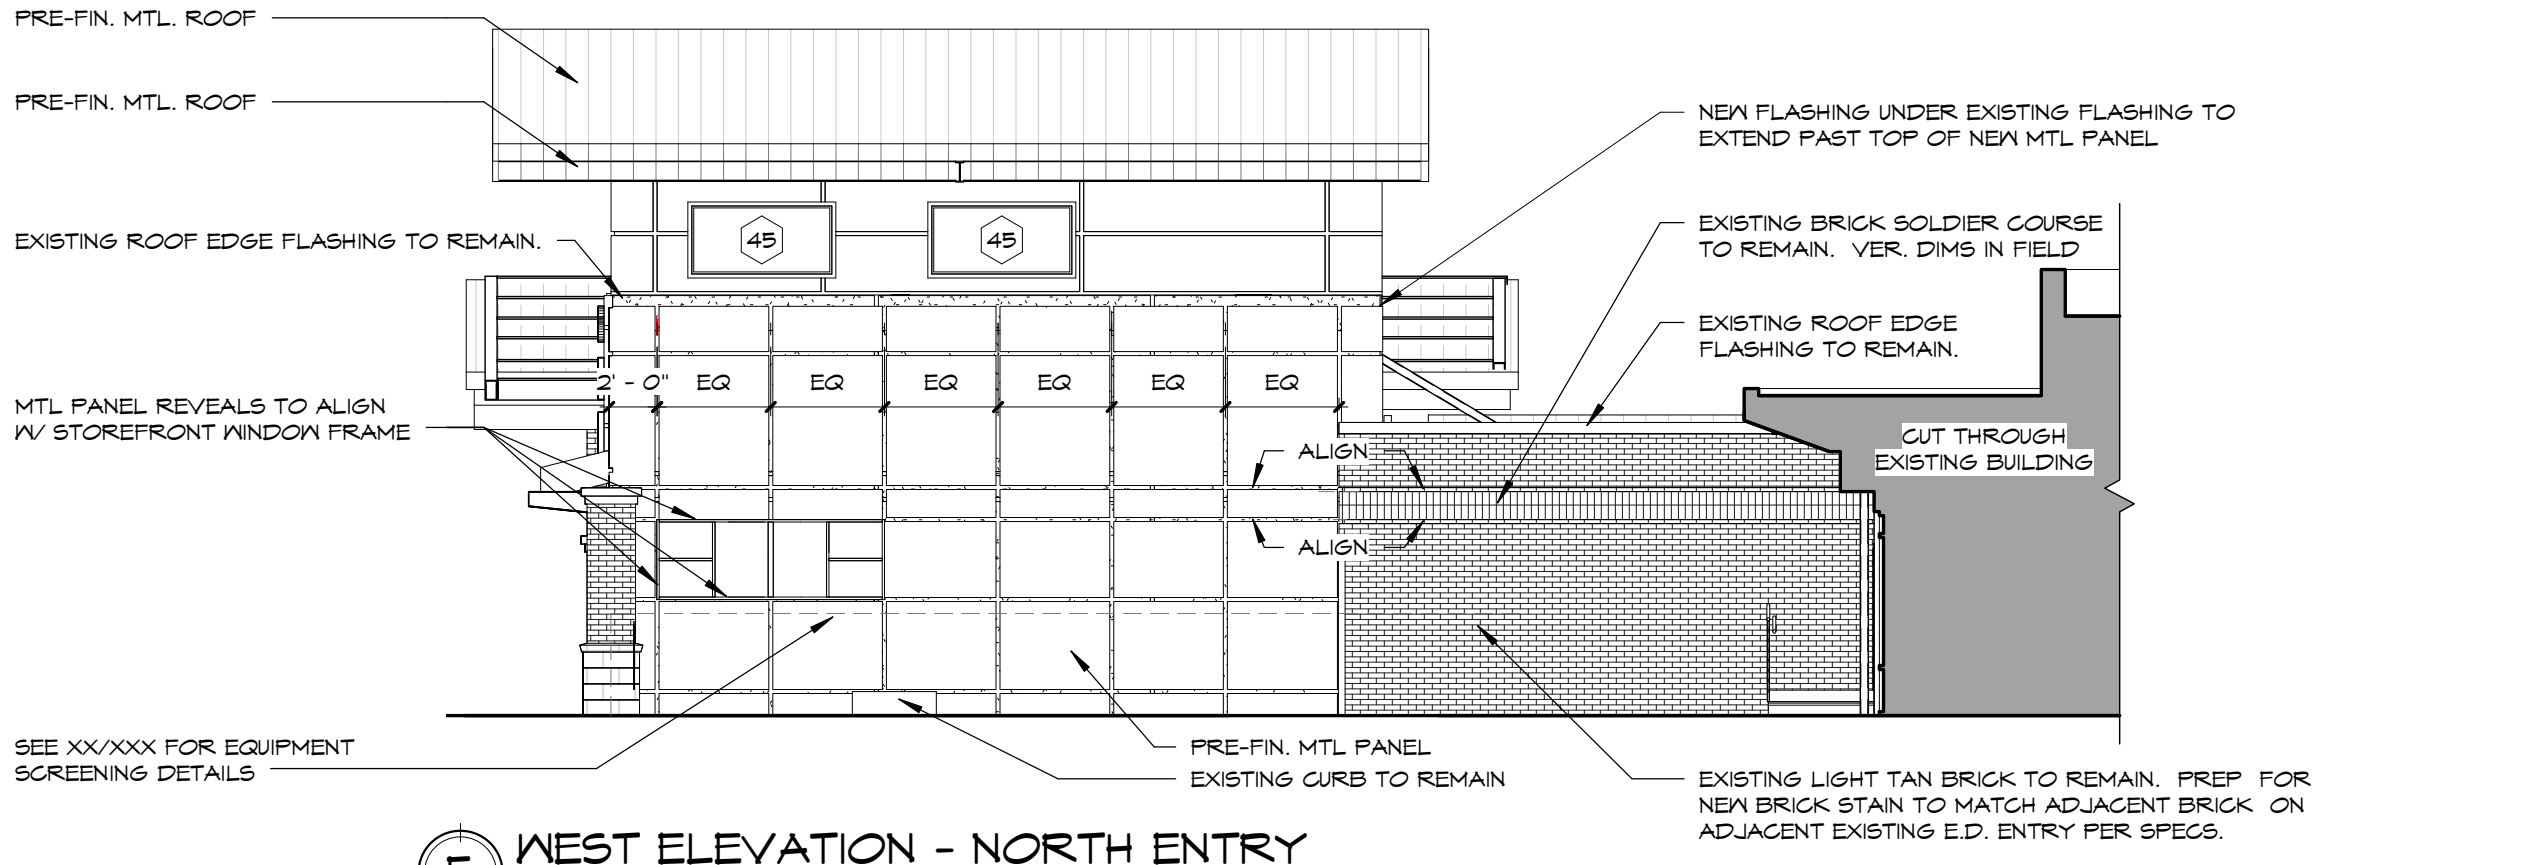 PRE-FIN. MTL. ROOF
PRE-FIN. MTL. ROOF
EXISTING ROOF EDGE FLASHING TO REMAIN.
MTL PANEL REVEALS TO ALIGN
W/ STOREFRONT WINDOW FRAME
SEE XX/XXX FOR EQUIPMENT
SCREENING DETAILS
45 45
2' - 0" EQ EQ EQ EQ EQ EQ
ALIGN
ALIGN
NEW FLASHING UNDER EXISTING FLASHING TO
EXTEND PAST TOP OF NEW MTL PANEL
EXISTING BRICK SOLDIER COURSE
TO REMAIN. VER. DIMS IN FIELD
EXISTING ROOF EDGE
FLASHING TO REMAIN.
CUT THROUGH
EXISTING BUILDING
PRE-FIN. MTL PANEL
EXISTING CURB TO REMAIN
EXISTING LIGHT TAN BRICK TO REMAIN. PREP FOR
NEW BRICK STAIN TO MATCH ADJACENT BRICK ON
ADJACENT EXISTING E.D. ENTRY PER SPECS.
WEST ELEVATION - NORTH ENTRY